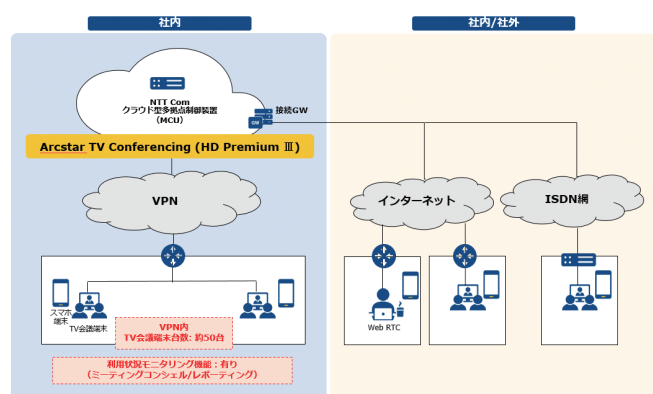 社内
社内/社外
NTT Com
クラウド型多拠点制御装置
（MCU）
接続GW
GW
Arcstar TV Conferencing (HD Premium Ⅲ)
VPN
インターネット
ISDN網
スマホ
端末
TV会議端末
Web RTC
VPN内
TV会議端末台数: 約50台
利用状況モニタリング機能：有り
（ミーティングコンシェル/レポーティング）